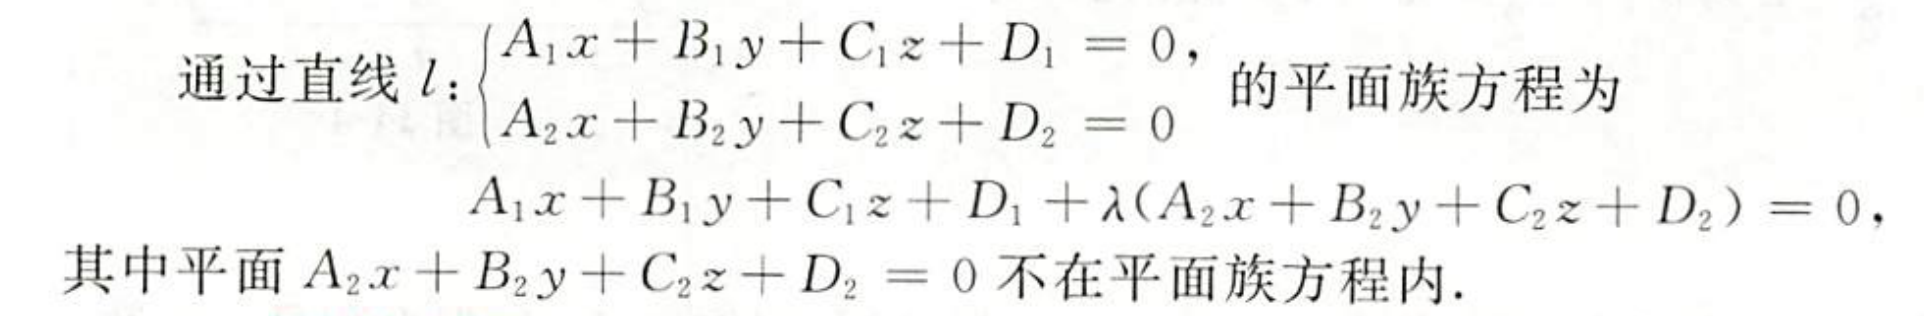 通过直线 l: { A₁x + B₁y + C₁z + D₁ = 0, A₂x + B₂y + C₂z + D₂ = 0 的平面族方程为
A₁x + B₁y + C₁z + D₁ + λ(A₂x + B₂y + C₂z + D₂) = 0,
其中平面 A₂x + B₂y + C₂z + D₂ = 0 不在平面族方程内.